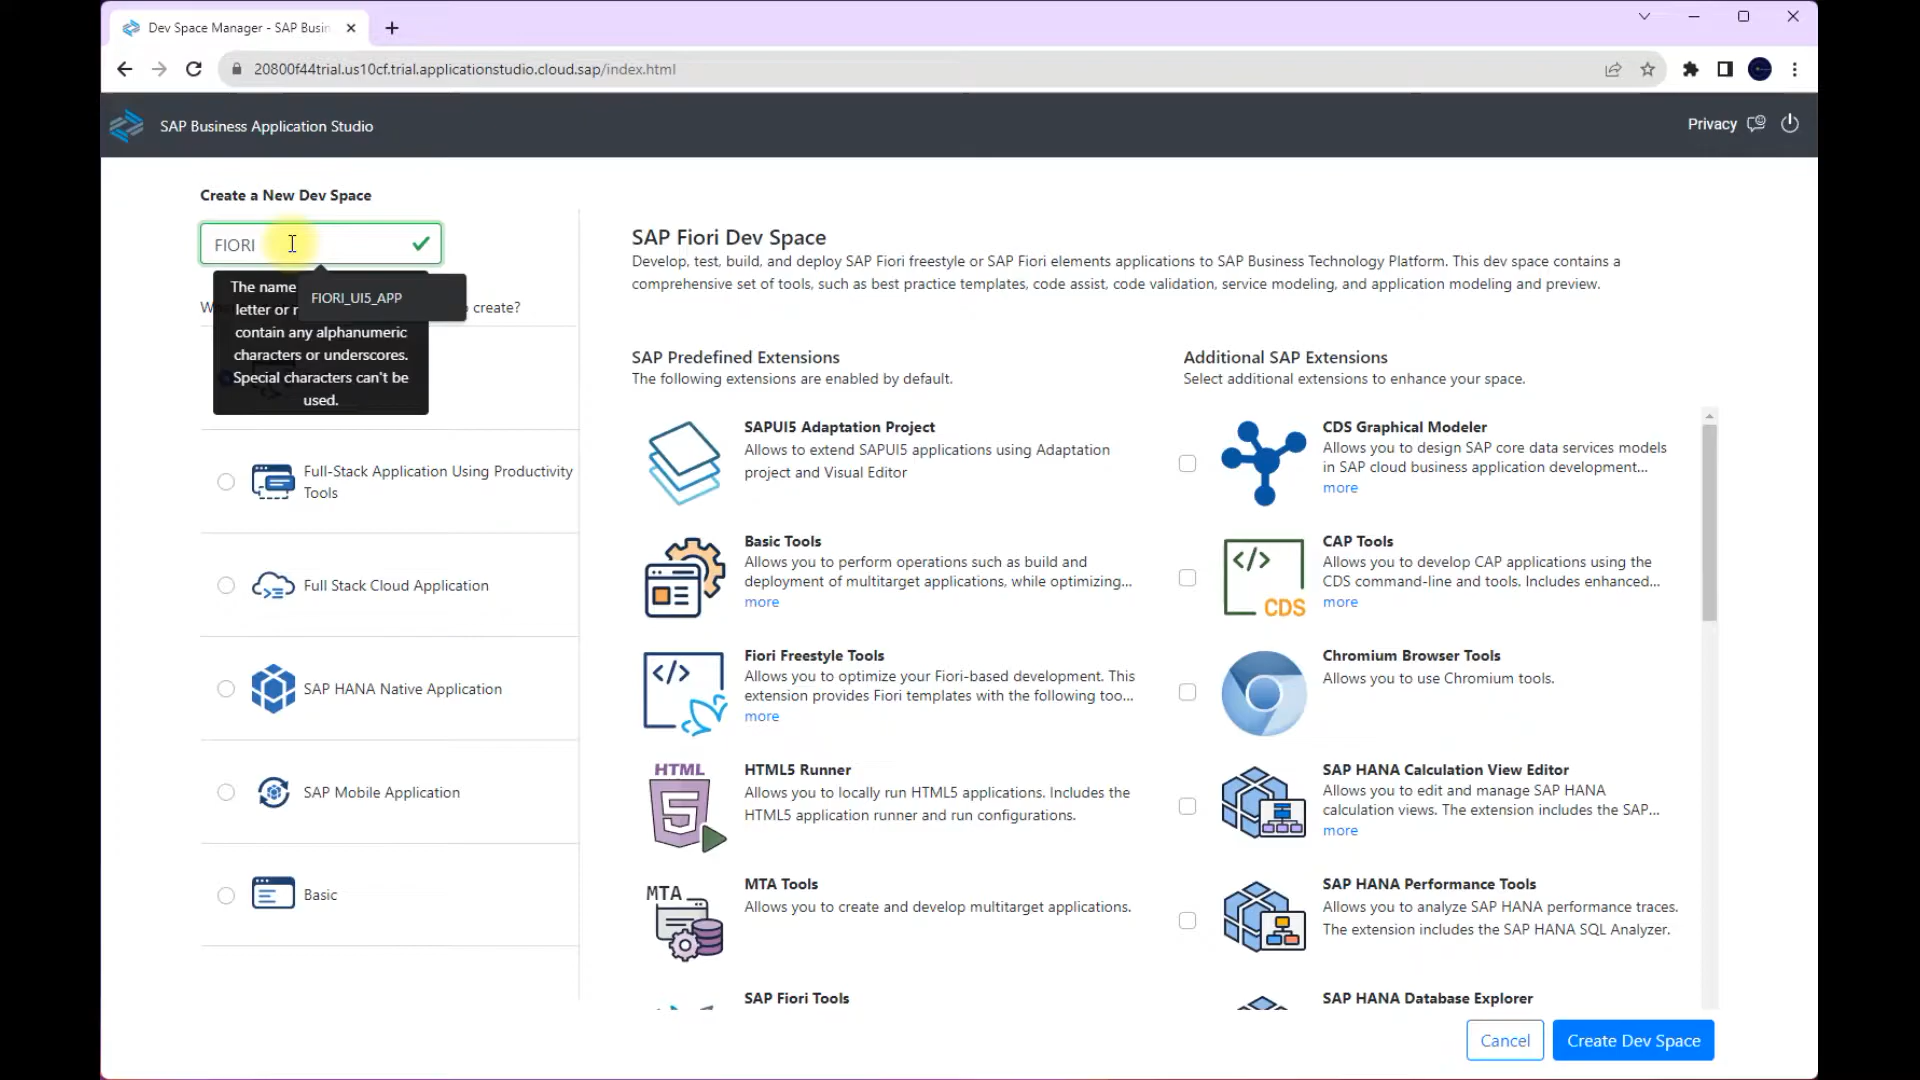 Dev Space Manager - SAP Busin
20800f44trial.us10cf.trial.applicationstudio.cloud.sap/index.html
SAP Business Application Studio
Privacy
Create a New Dev Space
FIORI
The name
letter or
contain any alphanumeric
characters or underscores.
Special characters can't be
used.
FIORI_UI5_APP
create?
Full-Stack Application Using Productivity
Tools
Full Stack Cloud Application
SAP HANA Native Application
SAP Mobile Application
Basic
SAP Fiori Dev Space
Develop, test, build, and deploy SAP Fiori freestyle or SAP Fiori elements applications to SAP Business Technology Platform. This dev space contains a
comprehensive set of tools, such as best practice templates, code assist, code validation, service modeling, and application modeling and preview.
SAP Predefined Extensions
The following extensions are enabled by default.
SAPUI5 Adaptation Project
Allows to extend SAPUI5 applications using Adaptation
project and Visual Editor
Basic Tools
Allows you to perform operations such as build and
deployment of multitarget applications, while optimizing...
more
</>
Fiori Freestyle Tools
Allows you to optimize your Fiori-based development. This
extension provides Fiori templates with the following too...
more
HTML
5
HTML5 Runner
Allows you to locally run HTML5 applications. Includes the
HTML5 application runner and run configurations.
MTA
MTA Tools
Allows you to create and develop multitarget applications.
SAP Fiori Tools
Additional SAP Extensions
Select additional extensions to enhance your space.
CDS Graphical Modeler
Allows you to design SAP core data services models
in SAP cloud business application development...
more
</>
CDS
CAP Tools
Allows you to develop CAP applications using the
CDS command-line and tools. Includes enhanced...
more
Chromium Browser Tools
Allows you to use Chromium tools.
SAP HANA Calculation View Editor
Allows you to edit and manage SAP HANA
calculation views. The extension includes the SAP...
more
SAP HANA Performance Tools
Allows you to analyze SAP HANA performance traces.
The extension includes the SAP HANA SQL Analyzer.
SAP HANA Database Explorer
Cancel
Create Dev Space